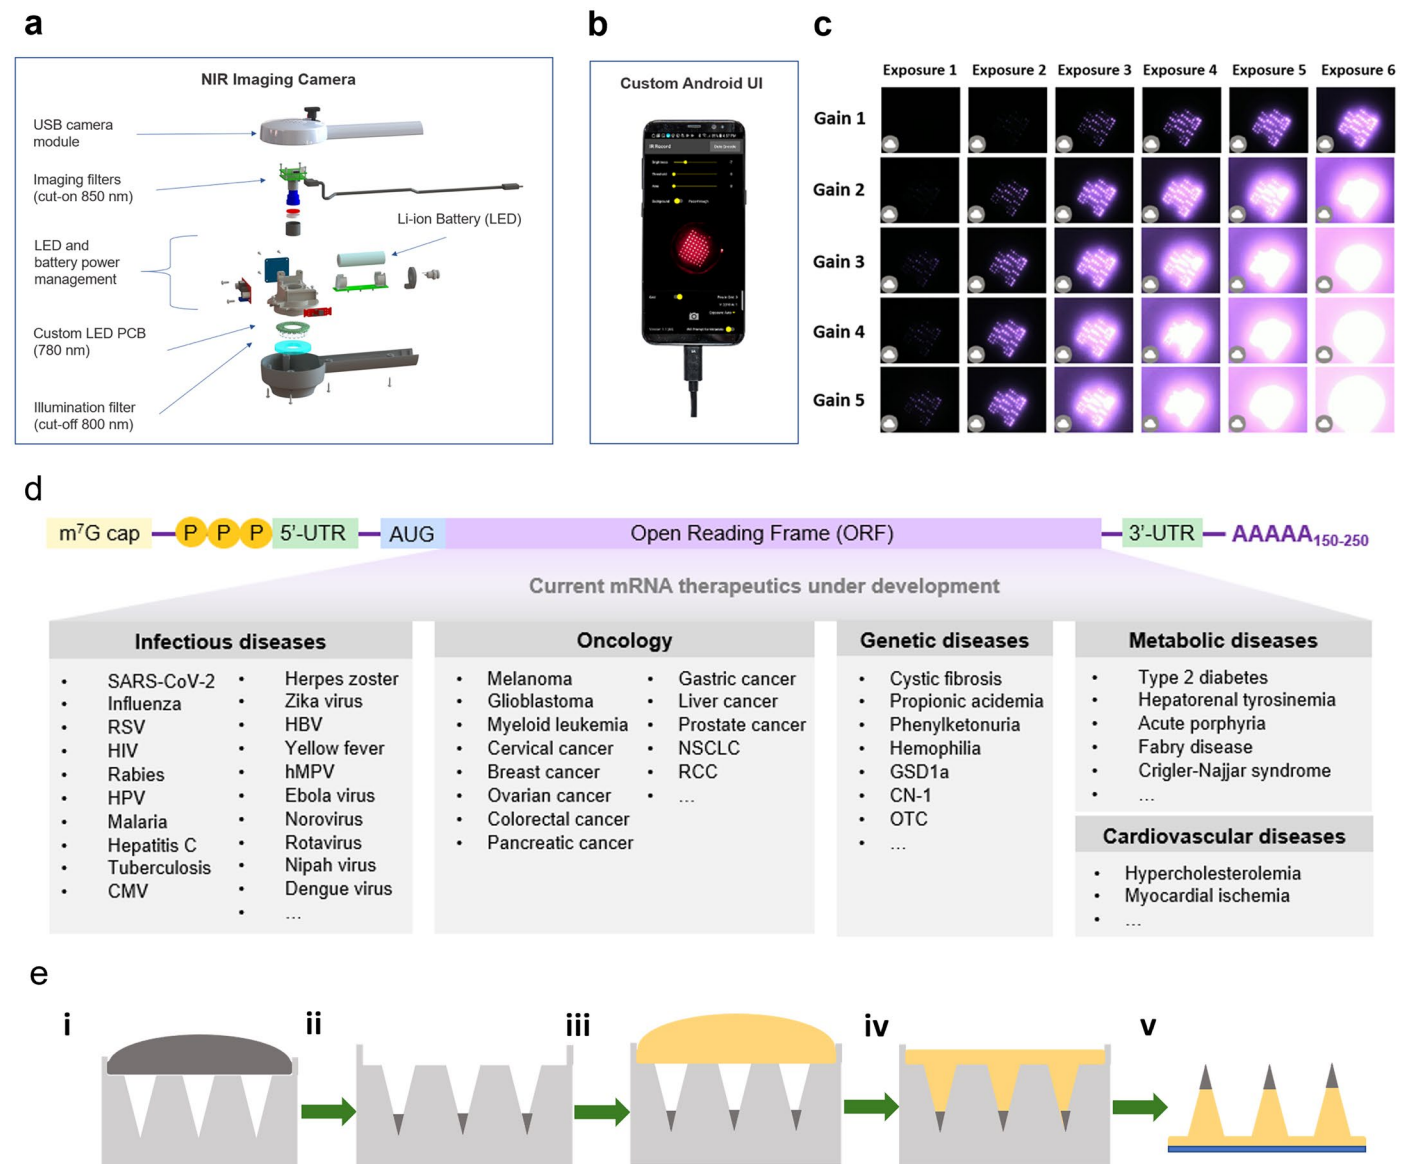 a
NIR Imaging Camera
USB camera
module
Imaging filters
(cut-on 850 nm)
Li-ion Battery (LED)
LED and
battery power
management
Custom LED PCB
(780 nm)
Illumination filter
(cut-off 800 nm)
b
Custom Android UI
IR Record
c
Exposure 1 Exposure 2 Exposure 3 Exposure 4 Exposure 5 Exposure 6
Gain 1
Gain 2
Gain 3
Gain 4
Gain 5
d
m⁷G cap P P P 5'-UTR AUG Open Reading Frame (ORF) 3'-UTR AAAAA150-250
Current mRNA therapeutics under development
Infectious diseases
• SARS-CoV-2
• Influenza
• RSV
• HIV
• Rabies
• HPV
• Malaria
• Hepatitis C
• Tuberculosis
• CMV
• Herpes zoster
• Zika virus
• HBV
• Yellow fever
• hMPV
• Ebola virus
• Norovirus
• Rotavirus
• Nipah virus
• Dengue virus
• ...
Oncology
• Melanoma
• Glioblastoma
• Myeloid leukemia
• Cervical cancer
• Breast cancer
• Ovarian cancer
• Colorectal cancer
• Pancreatic cancer
• Gastric cancer
• Liver cancer
• Prostate cancer
• NSCLC
• RCC
• ...
Genetic diseases
• Cystic fibrosis
• Propionic acidemia
• Phenylketonuria
• Hemophilia
• GSD1a
• CN-1
• OTC
• ...
Metabolic diseases
• Type 2 diabetes
• Hepatorenal tyrosinemia
• Acute porphyria
• Fabry disease
• Crigler-Najjar syndrome
• ...
Cardiovascular diseases
• Hypercholesterolemia
• Myocardial ischemia
• ...
e
i ii iii iv v